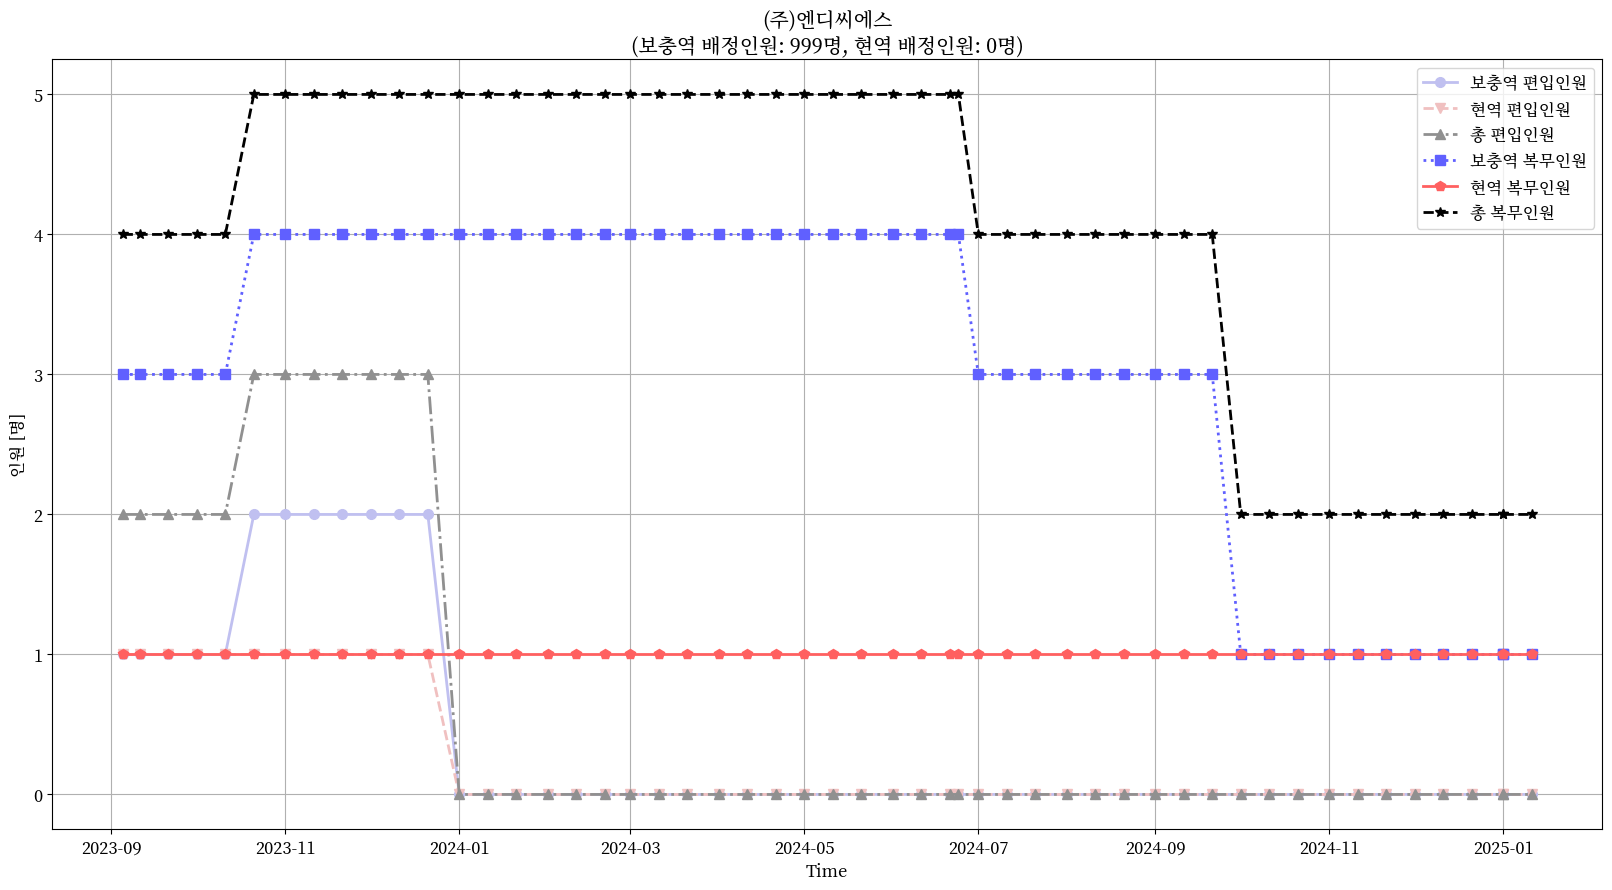 (주)엔디씨에스
(보충역 배정인원: 999명, 현역 배정인원: 0명)
5
4
3
2
1
0
인원 [명]
보충역 편입인원
현역 편입인원
총 편입인원
보충역 복무인원
현역 복무인원
총 복무인원
2023-09
2023-11
2024-01
2024-03
2024-05
2024-07
2024-09
2024-11
2025-01
Time